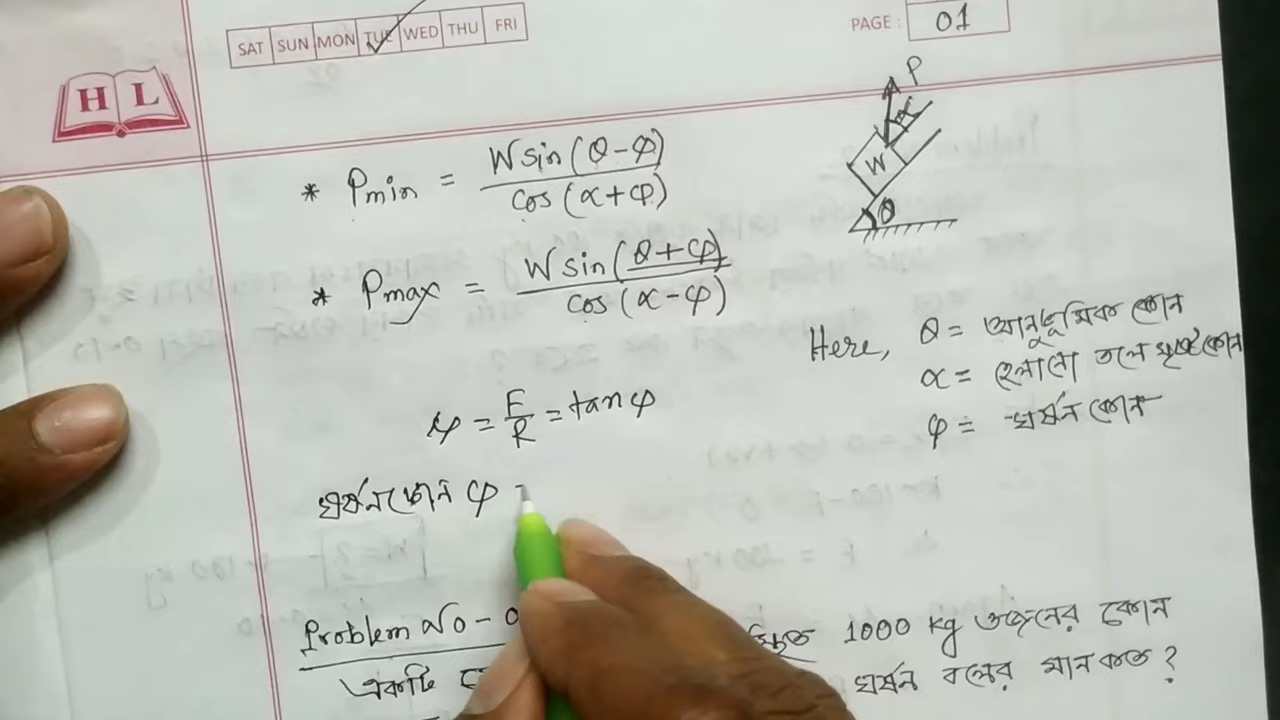 SAT SUN MON TUE WED THU FRI
PAGE : 01
H L
P
α
W
θ
* Pmin = W sin (θ - φ) / cos (α + φ)
* Pmax = W sin (θ + φ) / cos (α - φ)
Here, θ = আনুভূমিক কোন
α = হেলানো তলে সৃষ্ট কোন
φ = ঘর্ষন কোন
μ = F/R = tan φ
ঘর্ষন কোন φ =
Problem No - 0
1000 kg ওজনের কোন
একটি
ঘর্ষন বলের মান কত ?